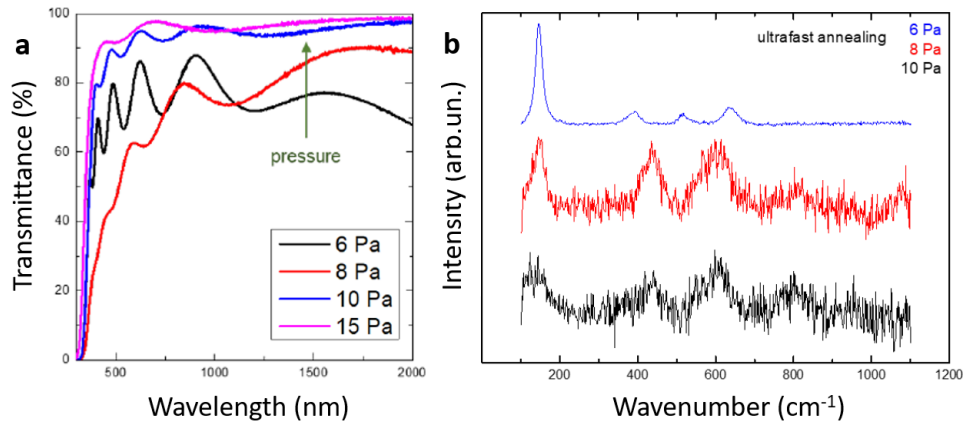 a
Transmittance (%)
100
80
60
40
20
0
500
1000
1500
2000
Wavelength (nm)
pressure
6 Pa
8 Pa
10 Pa
15 Pa
b
Intensity (arb.un.)
ultrafast annealing
6 Pa
8 Pa
10 Pa
200
400
600
800
1000
1200
Wavenumber (cm⁻¹)